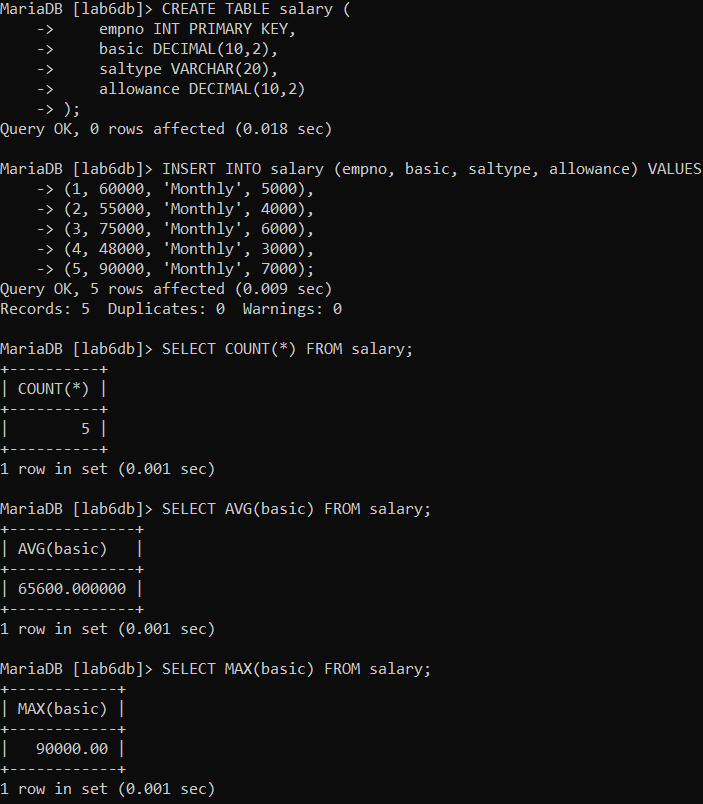 MariaDB [lab6db]> CREATE TABLE salary (
    ->     empno INT PRIMARY KEY,
    ->     basic DECIMAL(10,2),
    ->     saltype VARCHAR(20),
    ->     allowance DECIMAL(10,2)
    -> );
Query OK, 0 rows affected (0.018 sec)

MariaDB [lab6db]> INSERT INTO salary (empno, basic, saltype, allowance) VALUES
    -> (1, 60000, 'Monthly', 5000),
    -> (2, 55000, 'Monthly', 4000),
    -> (3, 75000, 'Monthly', 6000),
    -> (4, 48000, 'Monthly', 3000),
    -> (5, 90000, 'Monthly', 7000);
Query OK, 5 rows affected (0.009 sec)
Records: 5  Duplicates: 0  Warnings: 0

MariaDB [lab6db]> SELECT COUNT(*) FROM salary;
+----------+
| COUNT(*) |
+----------+
|        5 |
+----------+
1 row in set (0.001 sec)

MariaDB [lab6db]> SELECT AVG(basic) FROM salary;
+--------------+
| AVG(basic)   |
+--------------+
| 65600.000000 |
+--------------+
1 row in set (0.001 sec)

MariaDB [lab6db]> SELECT MAX(basic) FROM salary;
+------------+
| MAX(basic) |
+------------+
|   90000.00 |
+------------+
1 row in set (0.001 sec)